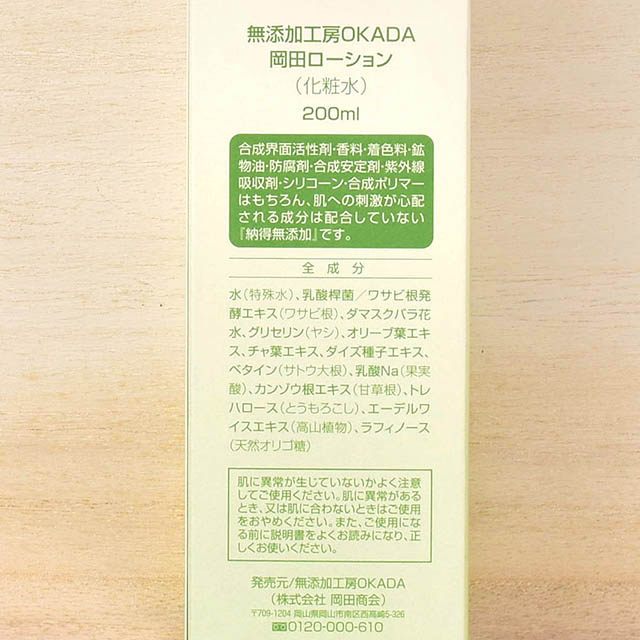 無添加工房OKADA
岡田ローション
(化粧水)
200ml
合成界面活性剤・香料・着色料・鉱
物油・防腐剤・合成安定剤・紫外線
吸収剤・シリコーン・合成ポリマー
はもちろん、肌への刺激が心配
される成分は配合していない
『納得無添加』です。
全成分
水(特殊水)、乳酸桿菌／ワサビ根発
酵エキス(ワサビ根)、ダマスクバラ花
水、グリセリン(ヤシ)、オリーブ葉エキ
ス、チャ葉エキス、ダイズ種子エキス、
ベタイン(サトウ大根)、乳酸Na(果実
酸)、カンゾウ根エキス(甘草根)、トレ
ハロース(とうもろこし)、エーデルワ
イスエキス(高山植物)、ラフィノース
(天然オリゴ糖)
肌に異常が生じていないかよく注意
してご使用ください。肌に異常がある
とき、又は肌に合わないときはご使用
をおやめください。また、ご使用にな
る前に説明書をよくお読みになり、正
しくお使いください。
発売元/無添加工房OKADA
(株式会社 岡田商会)
〒709-1204 岡山県岡山市南区西高崎5-326
0120-000-610